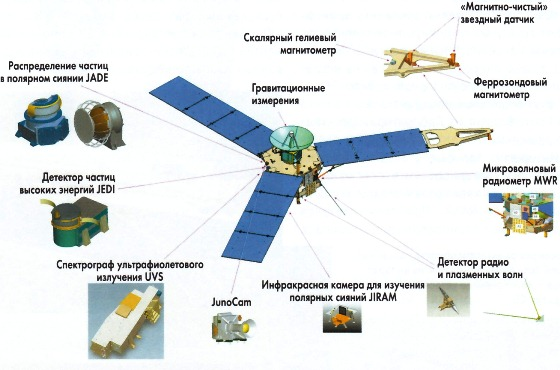 «Магнитно-чистый»
звездный датчик
Скалярный гелиевый
магнитометр
Феррозондовый
магнитометр
Распределение частиц
в полярном сиянии JADE
Гравитационные
измерения
Детектор частиц
высоких энергий JEDI
Микроволновый
радиометр MWR
Спектрограф ультрафиолетового
излучения UVS
JunoCam
Инфракрасная камера для изучения
полярных сияний JIRAM
Детектор радио
и плазменных волн